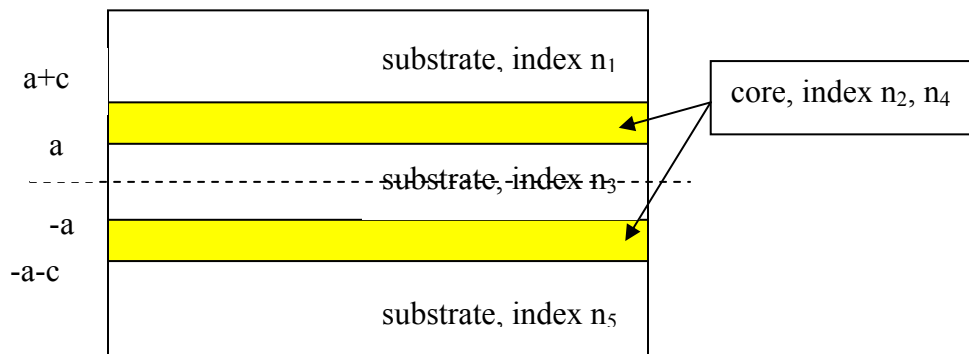 substrate, index n₁
a+c
core, index n₂, n₄
a
substrate, index n₃
-a
-a-c
substrate, index n₅